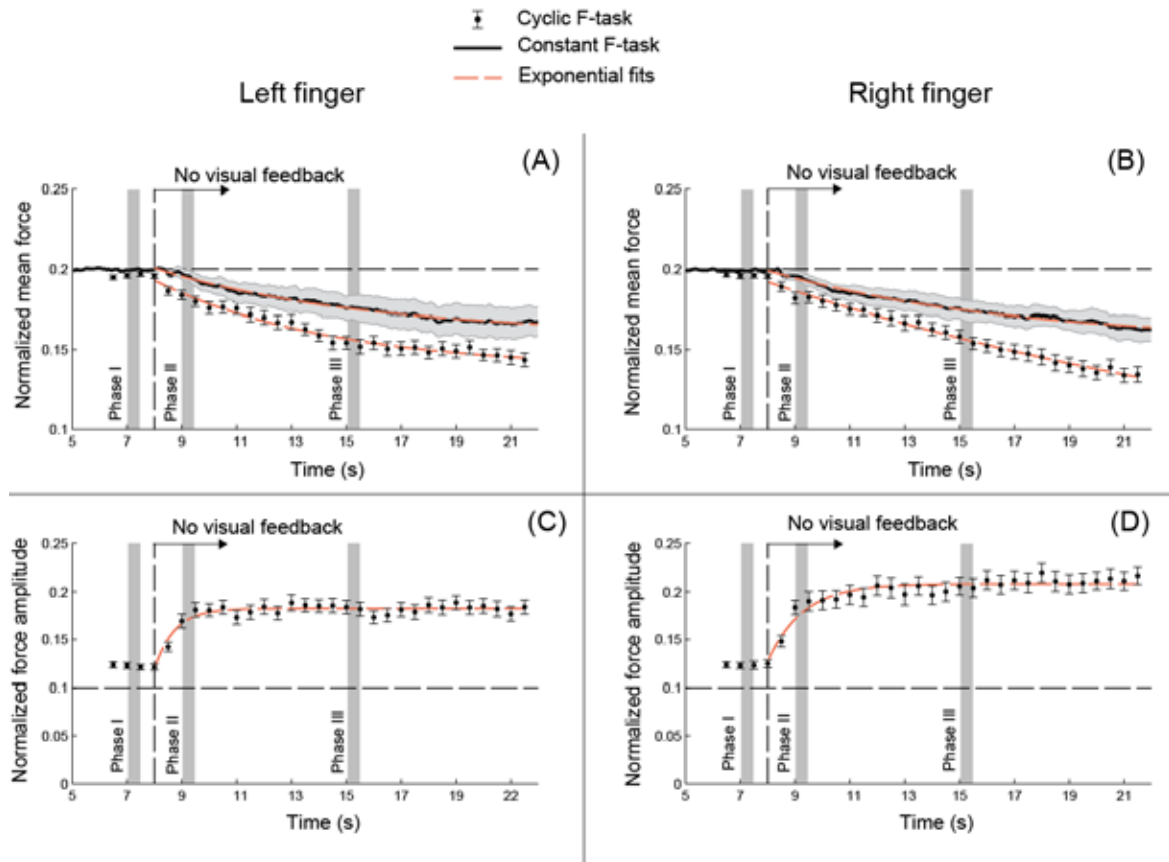 Cyclic F-task
Constant F-task
Exponential fits
Left finger
Right finger
(A)
No visual feedback
Normalized mean force
0.25
0.2
0.15
0.1
Phase I
Phase II
Phase III
5 7 9 11 13 15 17 19 21
Time (s)
(B)
No visual feedback
Normalized mean force
0.25
0.2
0.15
0.1
Phase I
Phase II
Phase III
5 7 9 11 13 15 17 19 21
Time (s)
(C)
No visual feedback
Normalized force amplitude
0.25
0.2
0.15
0.1
0.05
0
Phase I
Phase II
Phase III
5 7 9 11 13 15 17 19 22
Time (s)
(D)
No visual feedback
Normalized force amplitude
0.25
0.2
0.15
0.1
0.05
0
Phase I
Phase II
Phase III
5 7 9 11 13 15 17 19 21
Time (s)